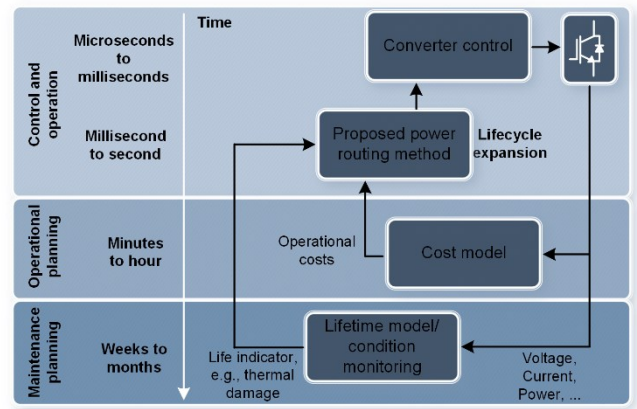 Time
Control and
operation
Microseconds
to
milliseconds
Converter control
Millisecond
to second
Proposed power
routing method
Lifecycle
expansion
Operational
planning
Minutes
to hour
Operational
costs
Cost model
Maintenance
planning
Weeks to
months
Life indicator,
e.g., thermal
damage
Lifetime model/
condition
monitoring
Voltage,
Current,
Power, ...